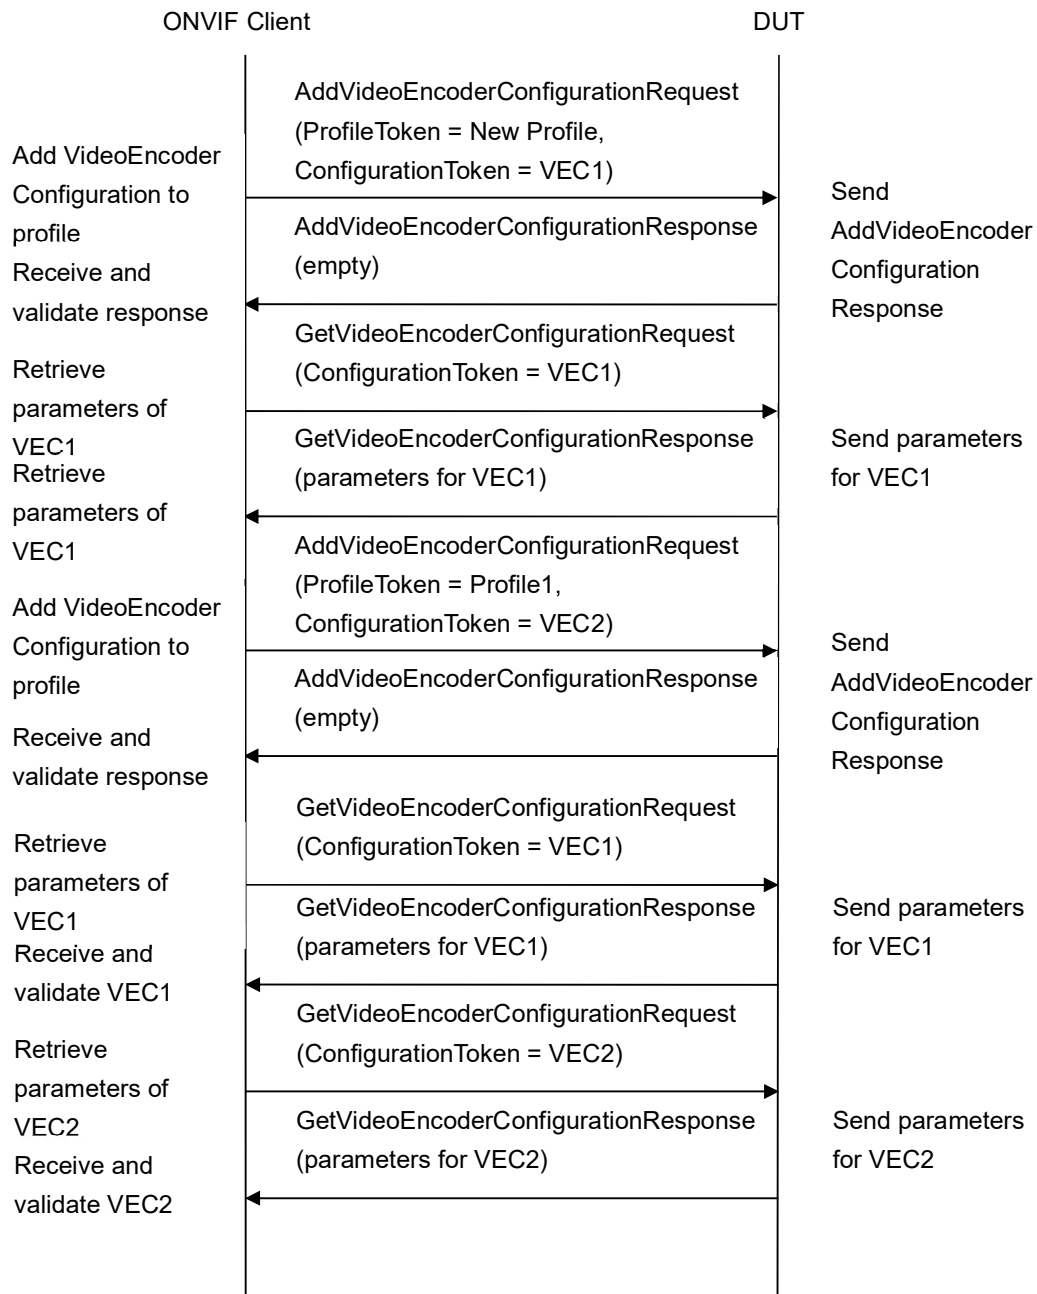 ONVIF Client
DUT
AddVideoEncoderConfigurationRequest
(ProfileToken = New Profile,
ConfigurationToken = VEC1)
Add VideoEncoder
Configuration to
profile
Send
AddVideoEncoder
Configuration
Response
AddVideoEncoderConfigurationResponse
(empty)
Receive and
validate response
GetVideoEncoderConfigurationRequest
(ConfigurationToken = VEC1)
Retrieve
parameters of
VEC1
GetVideoEncoderConfigurationResponse
(parameters for VEC1)
Send parameters
for VEC1
Retrieve
parameters of
VEC1
AddVideoEncoderConfigurationRequest
(ProfileToken = Profile1,
ConfigurationToken = VEC2)
Add VideoEncoder
Configuration to
profile
Send
AddVideoEncoder
Configuration
Response
AddVideoEncoderConfigurationResponse
(empty)
Receive and
validate response
GetVideoEncoderConfigurationRequest
(ConfigurationToken = VEC1)
Retrieve
parameters of
VEC1
GetVideoEncoderConfigurationResponse
(parameters for VEC1)
Send parameters
for VEC1
Receive and
validate VEC1
GetVideoEncoderConfigurationRequest
(ConfigurationToken = VEC2)
Retrieve
parameters of
VEC2
GetVideoEncoderConfigurationResponse
(parameters for VEC2)
Send parameters
for VEC2
Receive and
validate VEC2